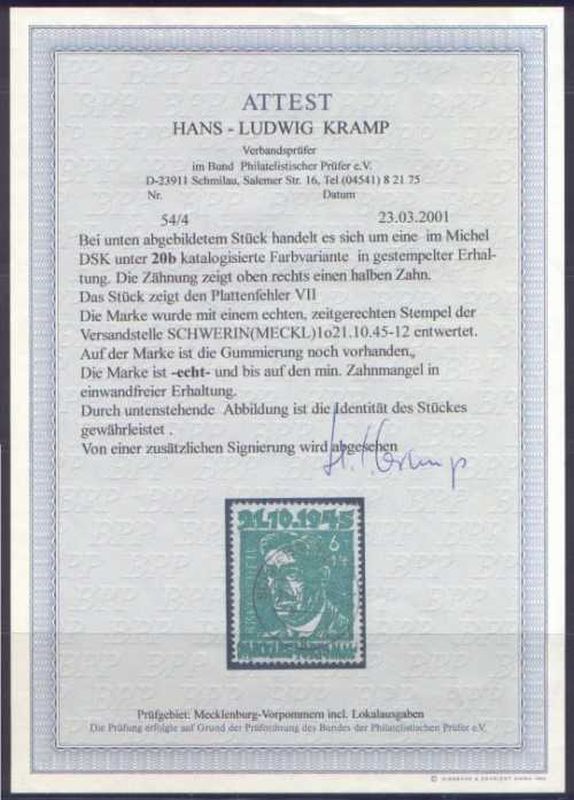 ATTEST
HANS - LUDWIG KRAMP
Verbandsprüfer
im Bund Philatelistischer Prüfer e.V.
D-23911 Schmilau, Salemer Str. 16, Tel (04541) 8 21 75
Nr. Datum
54/4 23.03.2001
Bei unten abgebildetem Stück handelt es sich um eine im Michel
DSK unter 20b katalogisierte Farbvariante in gestempelter Erhal-
tung. Die Zähnung zeigt oben rechts einen halben Zahn.
Das Stück zeigt den Plattenfehler VII
Die Marke wurde mit einem echten, zeitgerechten Stempel der
Versandstelle SCHWERIN(MECKL)1o21.10.45-12 entwertet.
Auf der Marke ist die Gummierung noch vorhanden.,
Die Marke ist -echt- und bis auf den min. Zahnmangel in
einwandfreier Erhaltung.
Durch untenstehende Abbildung ist die Identität des Stückes
gewährleistet .
Von einer zusätzlichen Signierung wird abgesehen
H. L. Kramp
21.10.1945
6
14
Prüfgebiet: Mecklenburg-Vorpommern incl. Lokalausgaben
Die Prüfung erfolgte auf Grund der Prüfordnung des Bundes der Philatelistischen Prüfer e.V.